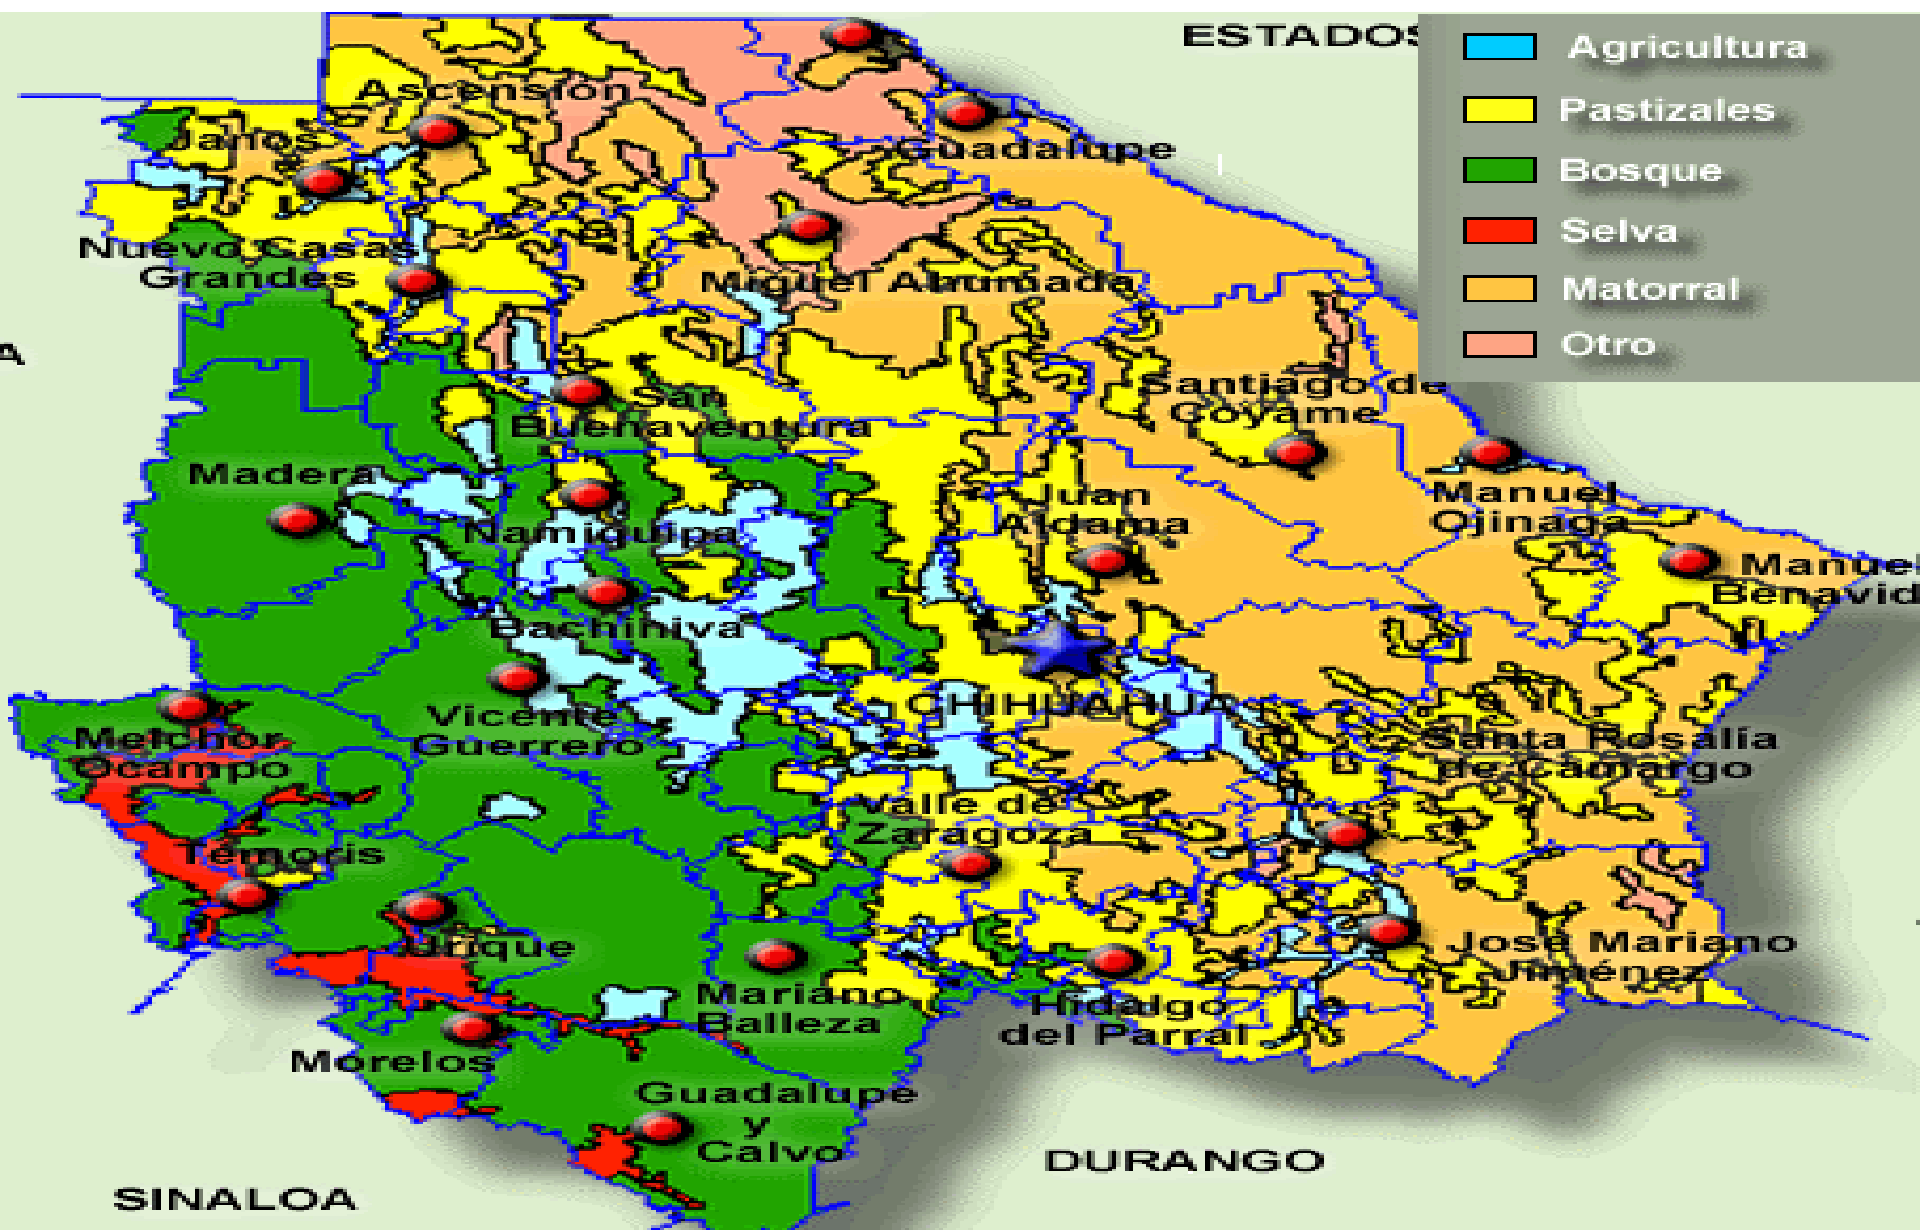 ESTADOS
Agricultura
Pastizales
Bosque
Selva
Matorral
Otro
Ascensión
Janos
Guadalupe
Nuevo Casas
Grandes
Miguel Ahumada
A
San
Buenaventura
Santiago de
Coyame
Madera
Juan
Aldama
Manuel
Ojinaga
Namiquipa
Manuel
Benavid
Bachíniva
CHIHUAHUA
Vicente
Guerrero
Melchor
Ocampo
Santa Rosalía
de Camargo
Valle de
Zaragoza
Témoris
Urique
José Mariano
Jiménez
Mariano
Balleza
Hidalgo
del Parral
Morelos
Guadalupe
y
Calvo
DURANGO
SINALOA